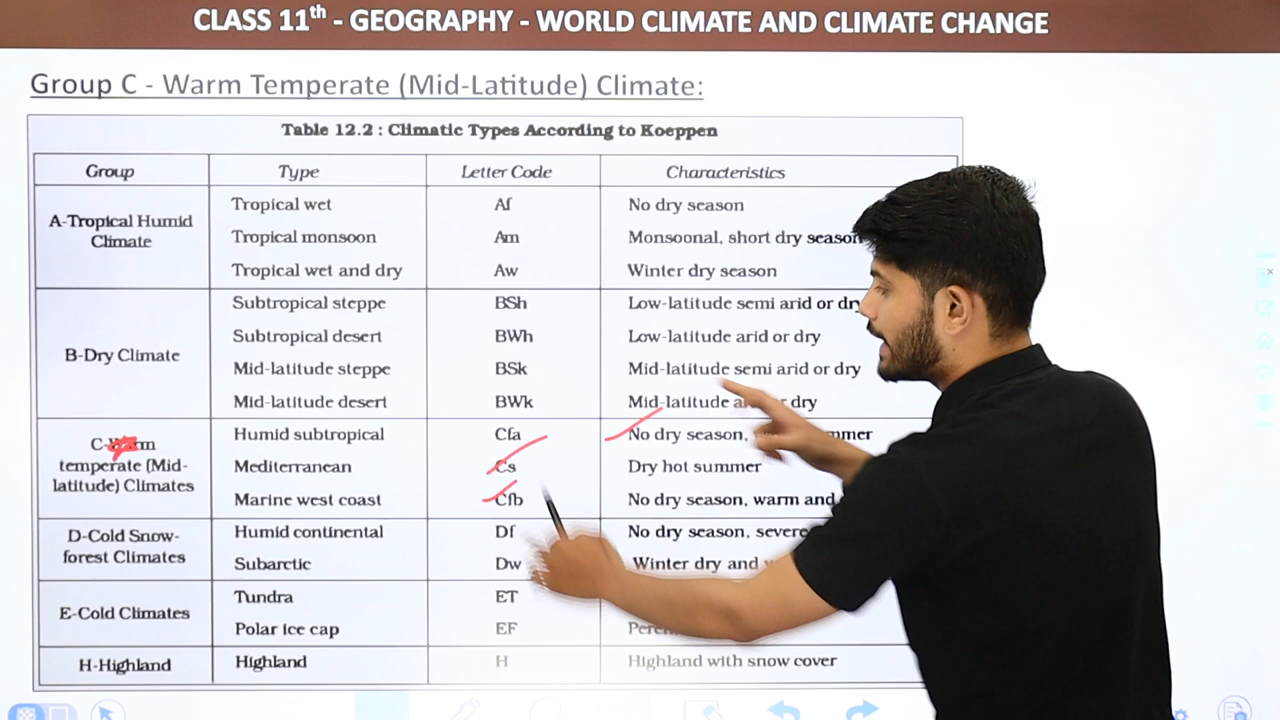 CLASS 11th - GEOGRAPHY - WORLD CLIMATE AND CLIMATE CHANGE
Group C - Warm Temperate (Mid-Latitude) Climate:
Table 12.2 : Climatic Types According to Koeppen
Group Type Letter Code Characteristics
A-Tropical Humid Climate
Tropical wet Af No dry season
Tropical monsoon Am Monsoonal, short dry season
Tropical wet and dry Aw Winter dry season
B-Dry Climate
Subtropical steppe BSh Low-latitude semi arid or dry
Subtropical desert BWh Low-latitude arid or dry
Mid-latitude steppe BSk Mid-latitude semi arid or dry
Mid-latitude desert BWk Mid-latitude dry
C-Warm
temperate (Mid-
latitude) Climates
Humid subtropical Cfa No dry season,
Mediterranean Cs Dry hot summer
Marine west coast Cfb No dry season, warm and
D-Cold Snow-
forest Climates
Humid continental Df No dry season, severe
Subarctic Dw Winter dry and
E-Cold Climates
Tundra ET
Polar ice cap EF
H-Highland Highland H Highland with snow cover